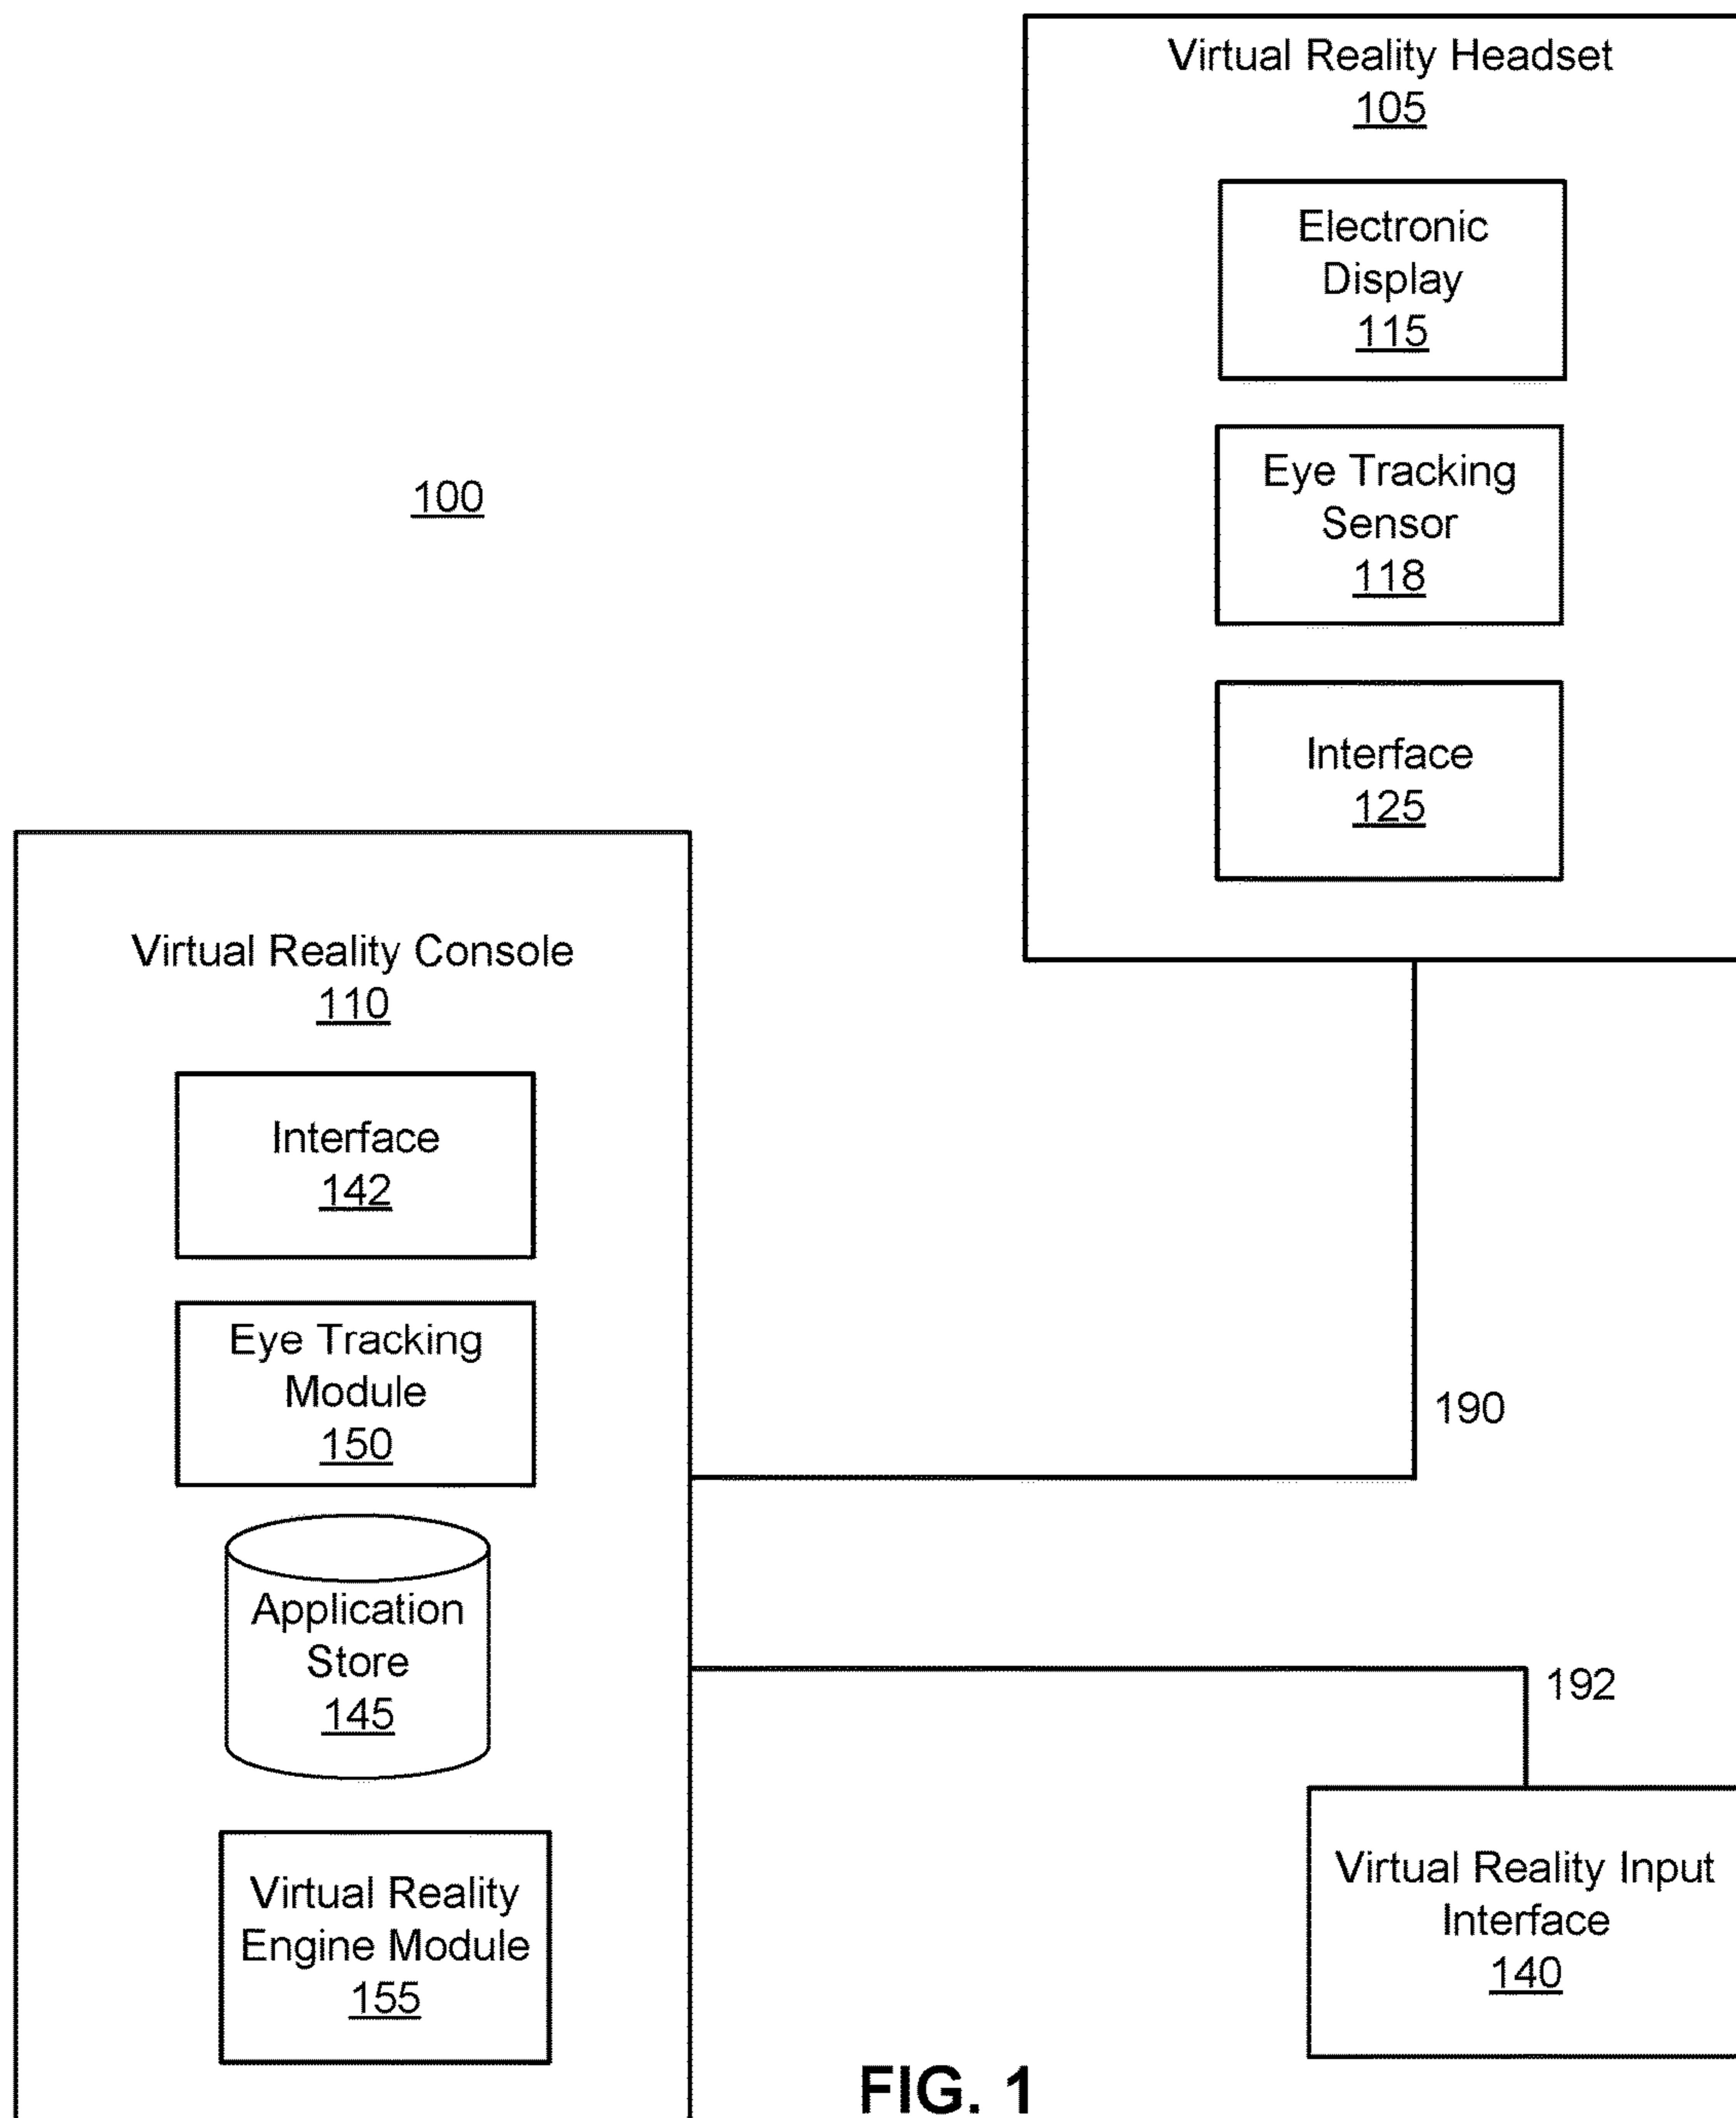 Virtual Reality Headset
105
Electronic
Display
115
Eye Tracking
Sensor
118
Interface
125
100
Virtual Reality Console
110
Interface
142
Eye Tracking
Module
150
Application
Store
145
Virtual Reality
Engine Module
155
190
192
Virtual Reality Input
Interface
140
FIG. 1